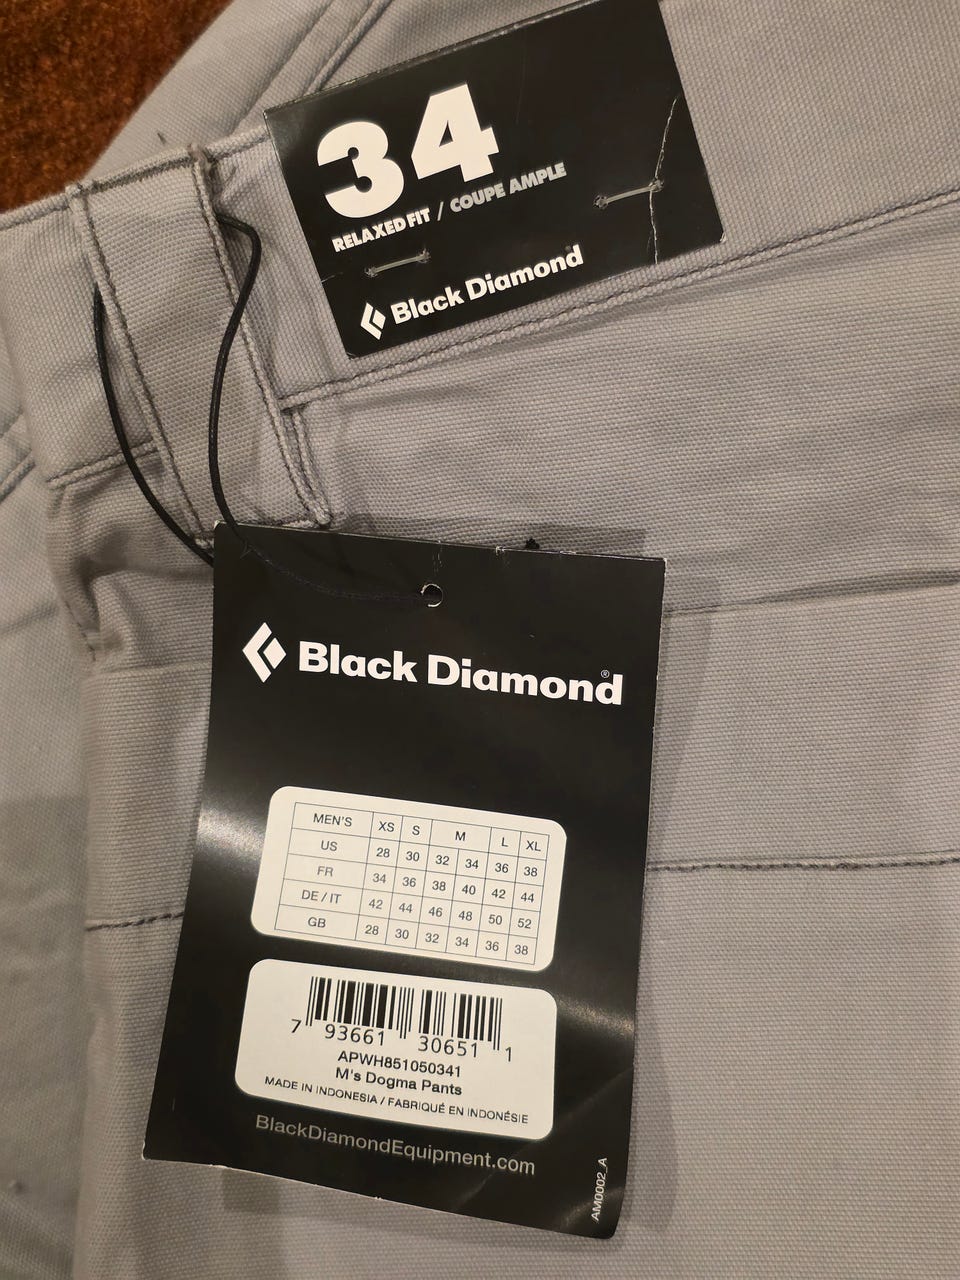 34
RELAXED FIT / COUPE AMPLE
Black Diamond
Black Diamond®
MEN'S XS S M L XL
US 28 30 32 34 36 38
FR 34 36 38 40 42 44
DE / IT 42 44 46 48 50 52
GB 28 30 32 34 36 38
7 93661 30651 1
APWH851050341
M's Dogma Pants
MADE IN INDONESIA / FABRIQUÉ EN INDONÉSIE
BlackDiamondEquipment.com
AM0002_A